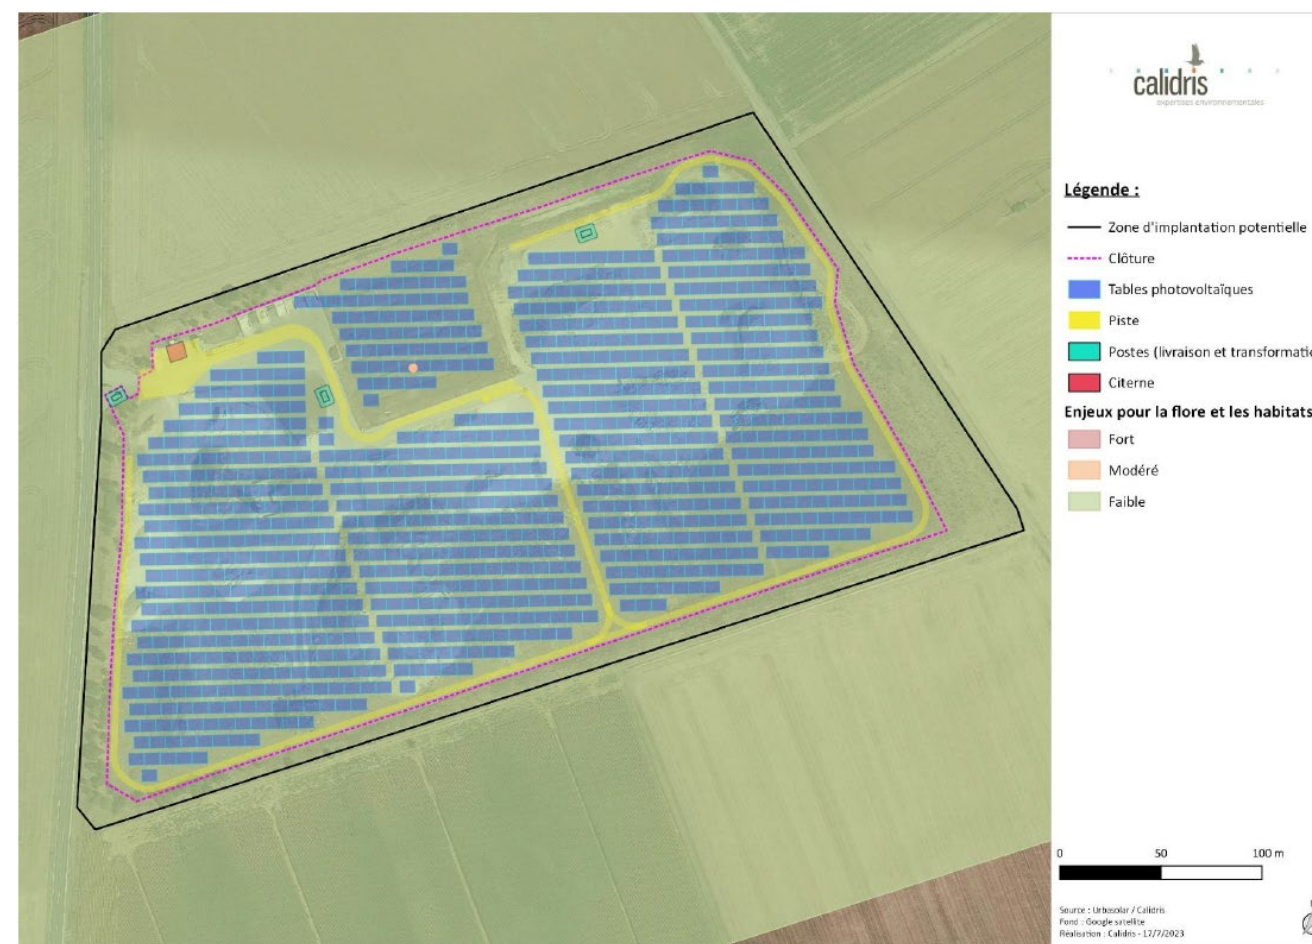 calidris
expertises environnementales
Légende :
Zone d'implantation potentielle
Clôture
Tables photovoltaïques
Piste
Postes (livraison et transformatic
Citerne
Enjeux pour la flore et les habitats
Fort
Modéré
Faible
0 50 100 m
Source : Urbasolar / Calidris
Fond : Google satellite
Réalisation : Calidris - 17/7/2023